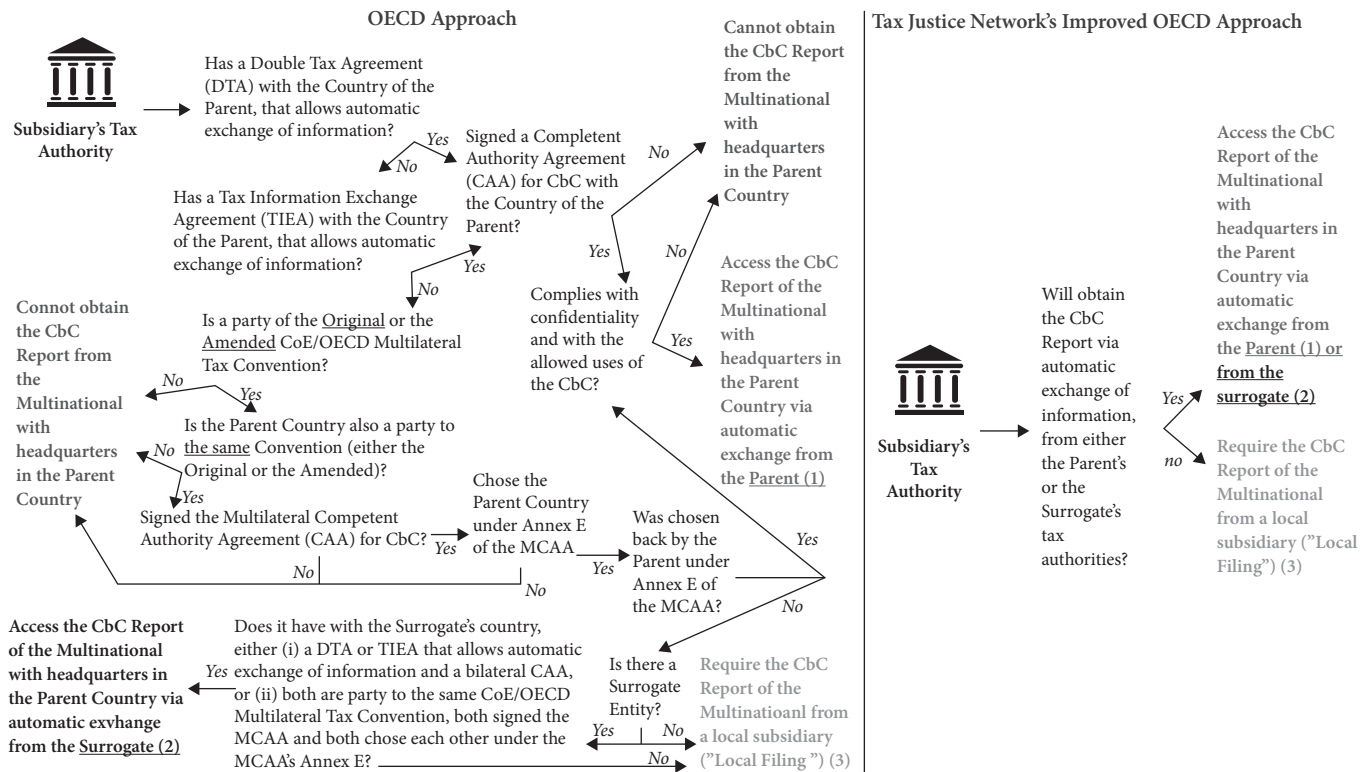 OECD Approach
Subsidiary's Tax
Authority
Has a Double Tax Agreement
(DTA) with the Country of the
Parent, that allows automatic
exchange of information?
Yes
No
Signed a Completent
Authority Agreement
(CAA) for CbC with
the Country of the
Parent?
No
Yes
Cannot obtain
the CbC Report
from the
Multinational
with
headquarters
in the Parent
Country
Has a Tax Information Exchange
Agreement (TIEA) with the Country
of the Parent, that allows automatic
exchange of information?
Yes
No
Complies with
confidentiality
and with the
allowed uses of
the CbC?
No
Yes
Access the CbC
Report of the
Multinational
with
headquarters in
the Parent
Country via
automatic
exchange from
the Parent (1)
Is a party of the Original or the
Amended CoE/OECD Multilateral
Tax Convention?
No
Yes
Cannot obtain
the CbC
Report from
the
Multinational
with
headquarters
in the Parent
Country
Is the Parent Country also a party to
the same Convention (either the
Original or the Amended)?
No
Yes
Signed the Multilateral Competent
Authority Agreement (CAA) for CbC?
Yes
No
Chose the
Parent Country
under Annex E
of the MCAA
Yes
No
Was chosen
back by the
Parent under
Annex E of
the MCAA?
Yes
No
Is there a
Surrogate
Entity?
Yes
No
Require the CbC
Report of the
Multinatioanl from
a local subsidiary
("Local Filing ") (3)
Does it have with the Surrogate's country,
either (i) a DTA or TIEA that allows automatic
exchange of information and a bilateral CAA,
or (ii) both are party to the same CoE/OECD
Multilateral Tax Convention, both signed the
MCAA and both chose each other under the
MCAA's Annex E?
Yes
No
Access the CbC Report
of the Multinational
with headquarters in
the Parent Country via
automatic exvhange
from the Surrogate (2)
Tax Justice Network's Improved OECD Approach
Subsidiary's
Tax
Authority
Will obtain
the CbC
Report via
automatic
exchange of
information,
from either
the Parent's
or the
Surrogate's
tax
authorities?
Yes
no
Access the CbC
Report of the
Multinational
with
headquarters in
the Parent
Country via
automatic
exchange from
the Parent (1) or
from the
surrogate (2)
Require the CbC
Report of the
Multinational
from a local
subsidiary ("Local
Filing") (3)